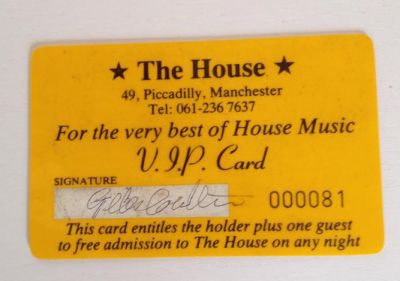 ★ The House ★
49, Piccadilly, Manchester
Tel: 061-236 7637
For the very best of House Music
V.I.P. Card
SIGNATURE
000081
This card entitles the holder plus one guest
to free admission to The House on any night